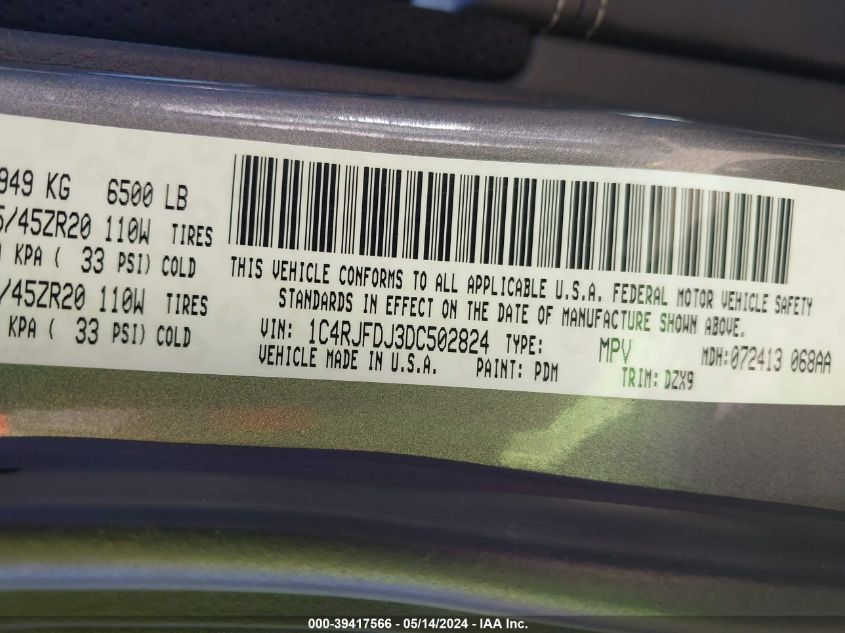 949 KG 6500 LB
/45ZR20 110W TIRES
KPA ( 33 PSI) COLD
/45ZR20 110W TIRES
KPA ( 33 PSI) COLD
THIS VEHICLE CONFORMS TO ALL APPLICABLE U.S.A. FEDERAL MOTOR VEHICLE SAFETY
STANDARDS IN EFFECT ON THE DATE OF MANUFACTURE SHOWN ABOVE.
VIN: 1C4RJFDJ3DC502824 TYPE: MPV MDH:072413 068AA
VEHICLE MADE IN U.S.A. PAINT: PDM TRIM: DZX9
000-39417566 - 05/14/2024 - IAA Inc.